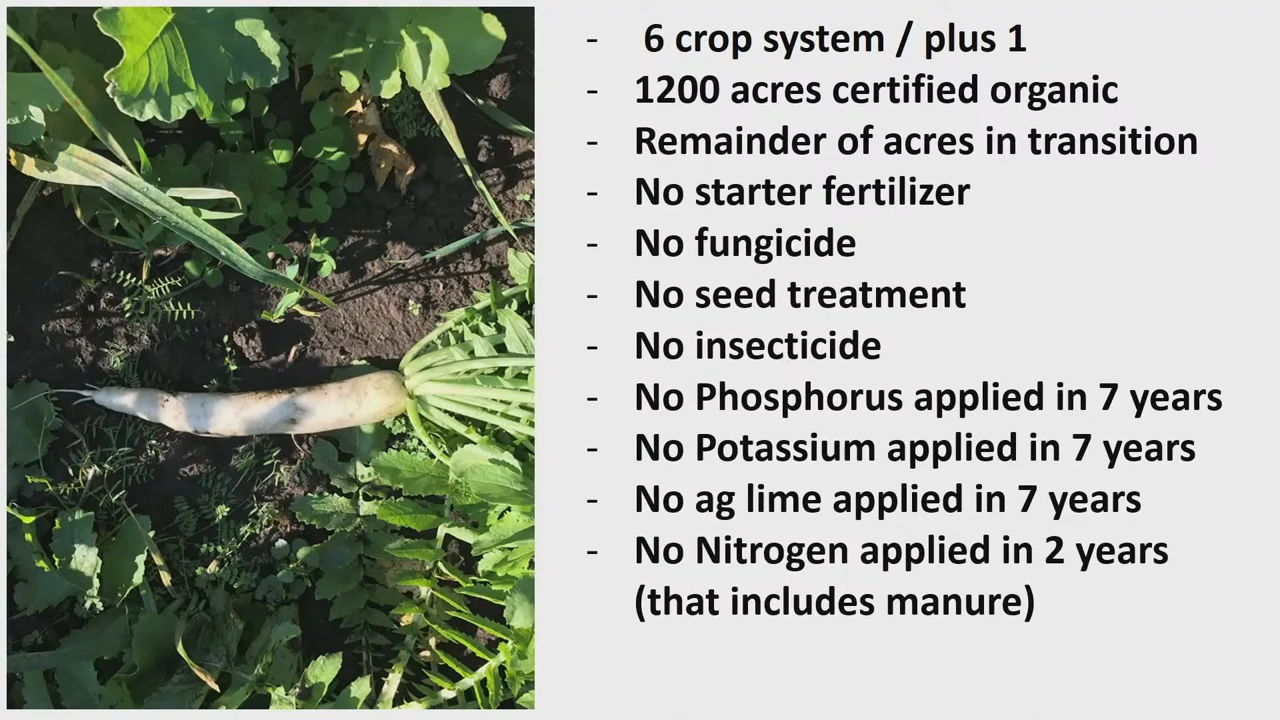 - 6 crop system / plus 1
- 1200 acres certified organic
- Remainder of acres in transition
- No starter fertilizer
- No fungicide
- No seed treatment
- No insecticide
- No Phosphorus applied in 7 years
- No Potassium applied in 7 years
- No ag lime applied in 7 years
- No Nitrogen applied in 2 years
(that includes manure)